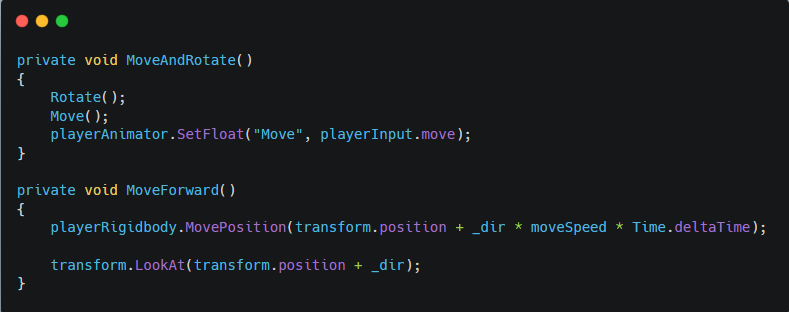 private void MoveAndRotate()
{
    Rotate();
    Move();
    playerAnimator.SetFloat("Move", playerInput.move);
}

private void MoveForward()
{
    playerRigidbody.MovePosition(transform.position + _dir * moveSpeed * Time.deltaTime);

    transform.LookAt(transform.position + _dir);
}